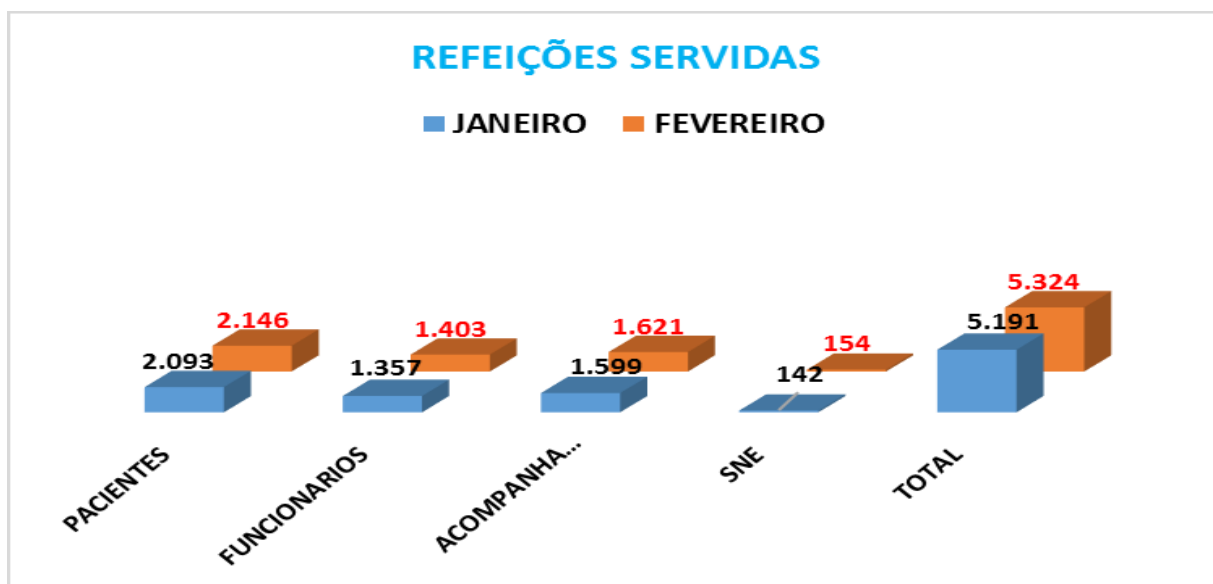 REFEIÇÕES SERVIDAS
JANEIRO FEVEREIRO
2.146 1.403 1.621 154 5.324
2.093 1.357 1.599 142 5.191
PACIENTES FUNCIONARIOS ACOMPANHA... SNE TOTAL